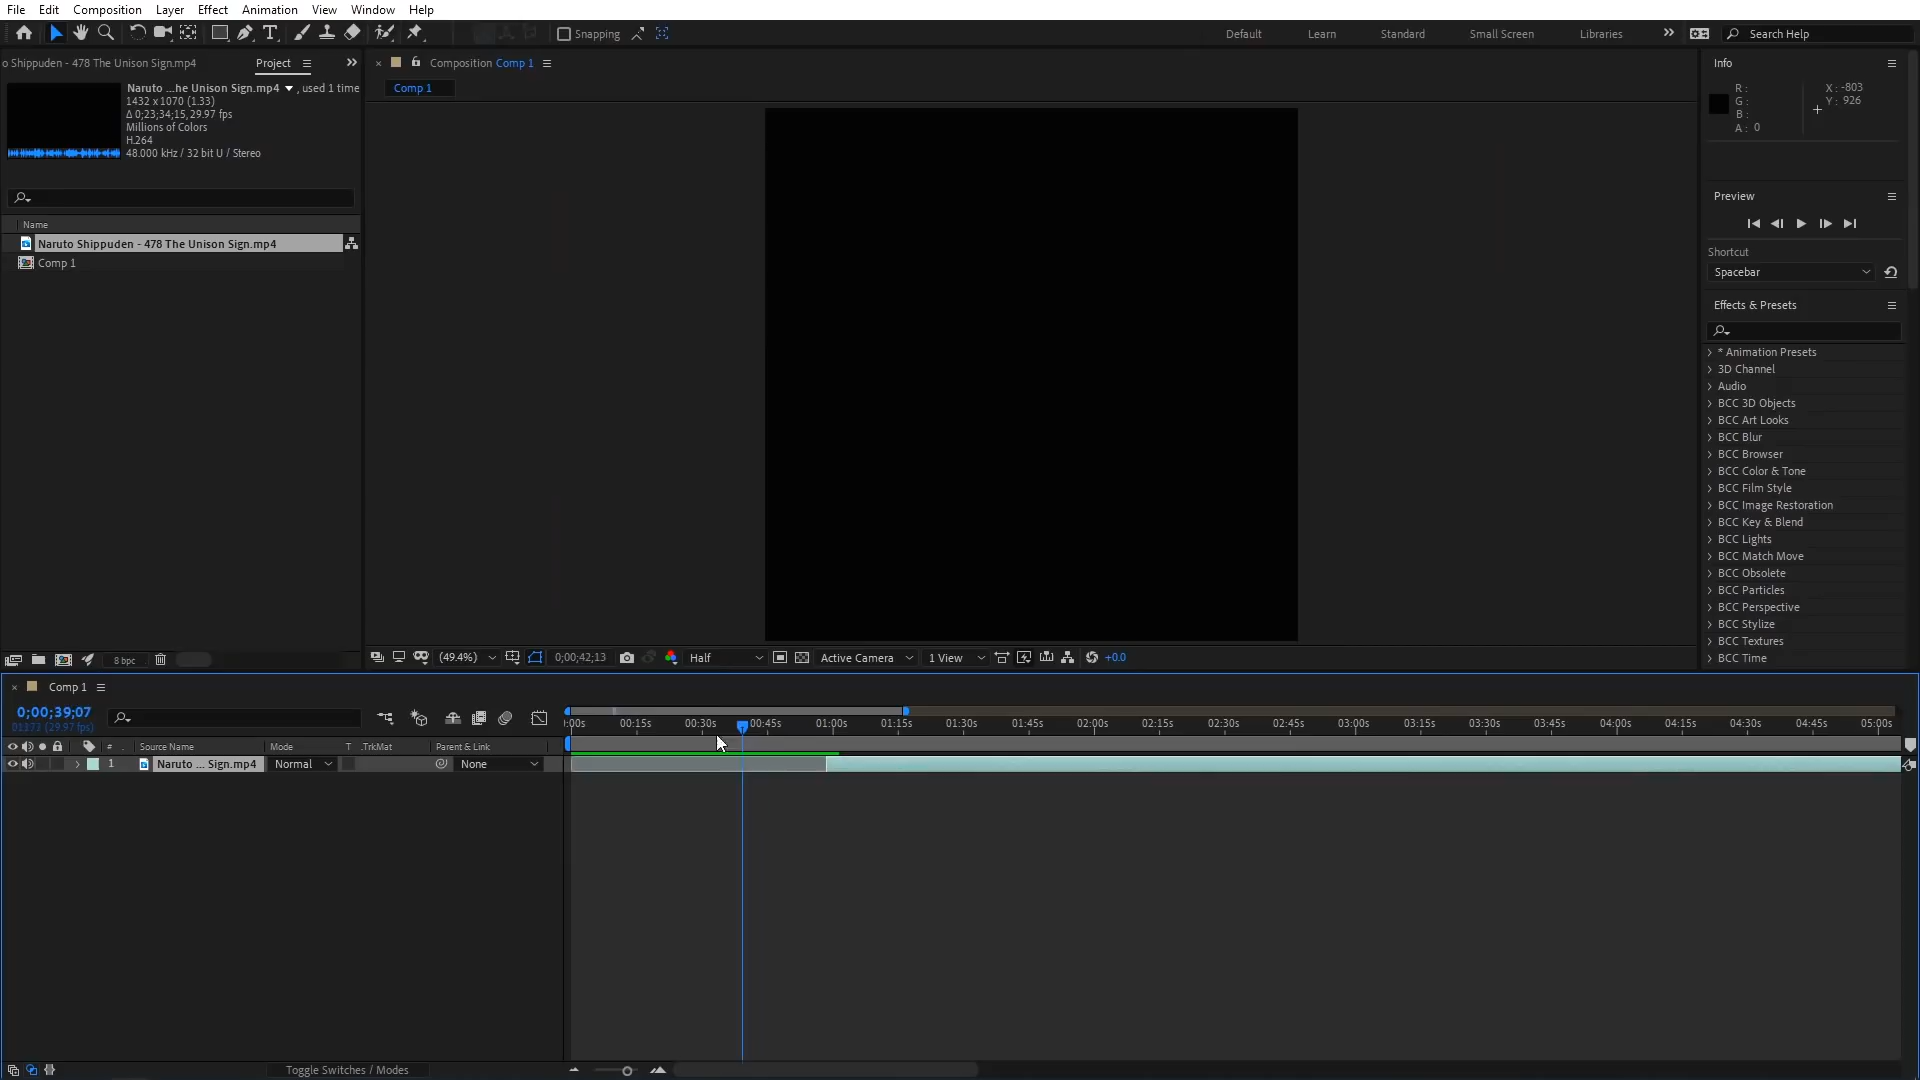 File Edit Composition Layer Effect Animation View Window Help
Snapping Default Learn Standard Small Screen Libraries Search Help
o Shippuden - 478 The Unison Sign.mp4 Project
Naruto ...he Unison Sign.mp4 , used 1 time
1432 x 1070 (1.33)
Δ 0;23;34;15, 29.97 fps
Millions of Colors
H.264
48.000 kHz / 32 bit U / Stereo
Name
Naruto Shippuden - 478 The Unison Sign.mp4
Comp 1
8 bpc
Composition Comp 1
Comp 1
(49.4%) 0;00;42;13 Half Active Camera 1 View +0.0
Info
R :
G :
B :
A : 0
X : -803
Y : 926
Preview
Shortcut
Spacebar
Effects & Presets
* Animation Presets
3D Channel
Audio
BCC 3D Objects
BCC Art Looks
BCC Blur
BCC Browser
BCC Color & Tone
BCC Film Style
BCC Image Restoration
BCC Key & Blend
BCC Lights
BCC Match Move
BCC Obsolete
BCC Particles
BCC Perspective
BCC Stylize
BCC Textures
BCC Time
Comp 1
0;00;39;07
01173 (29.97 fps)
:00s 00:15s 00:30s 00:45s 01:00s 01:15s 01:30s 01:45s 02:00s 02:15s 02:30s 02:45s 03:00s 03:15s 03:30s 03:45s 04:00s 04:15s 04:30s 04:45s 05:00s
# Source Name Mode T .TrkMat Parent & Link
1 Naruto ... Sign.mp4 Normal None
Toggle Switches / Modes